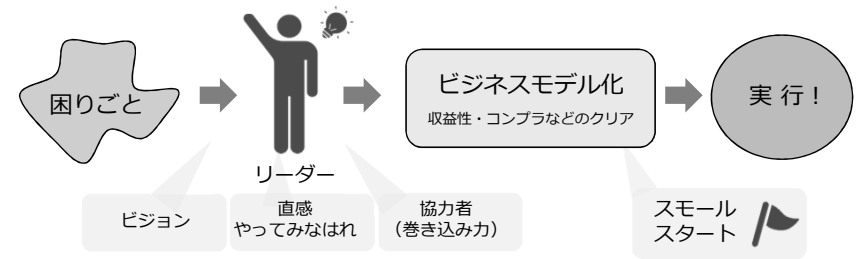 困りごと
リーダー
ビジネスモデル化
収益性・コンプラなどのクリア
実行！
ビジョン
直感
やってみなはれ
協力者
（巻き込み力）
スモール
スタート